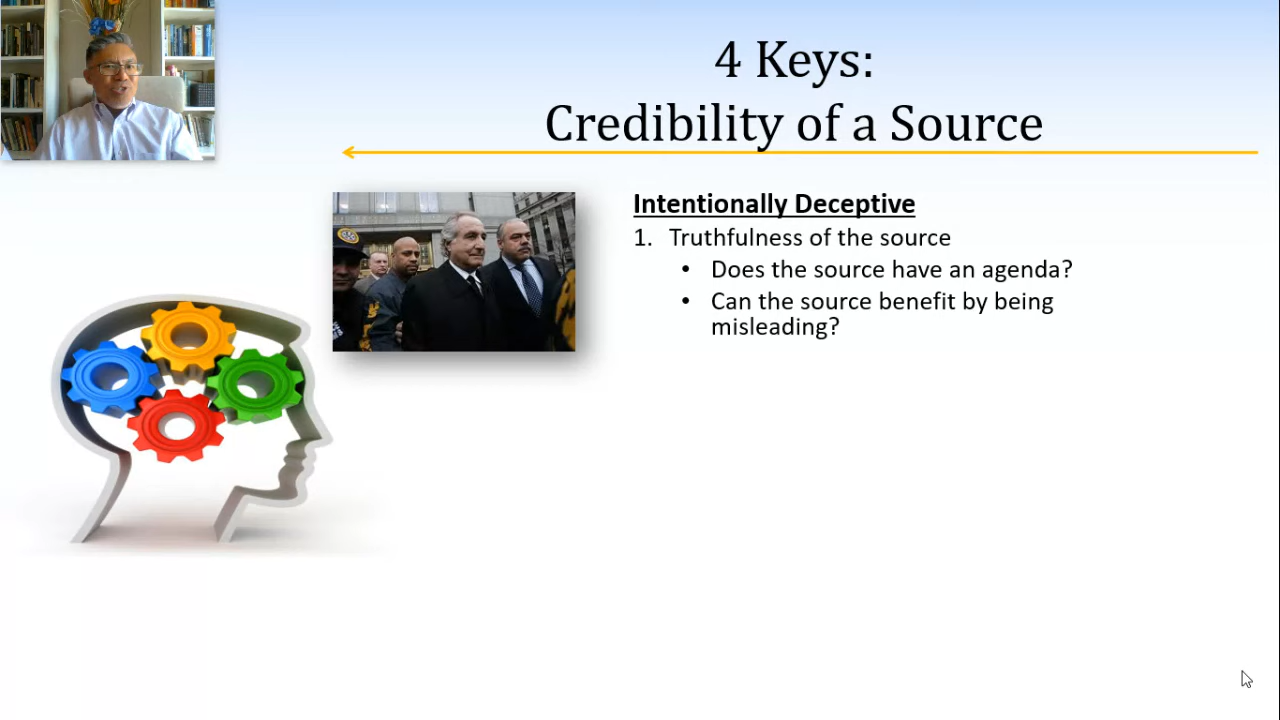 4 Keys:
Credibility of a Source
Intentionally Deceptive
1. Truthfulness of the source
• Does the source have an agenda?
• Can the source benefit by being
misleading?